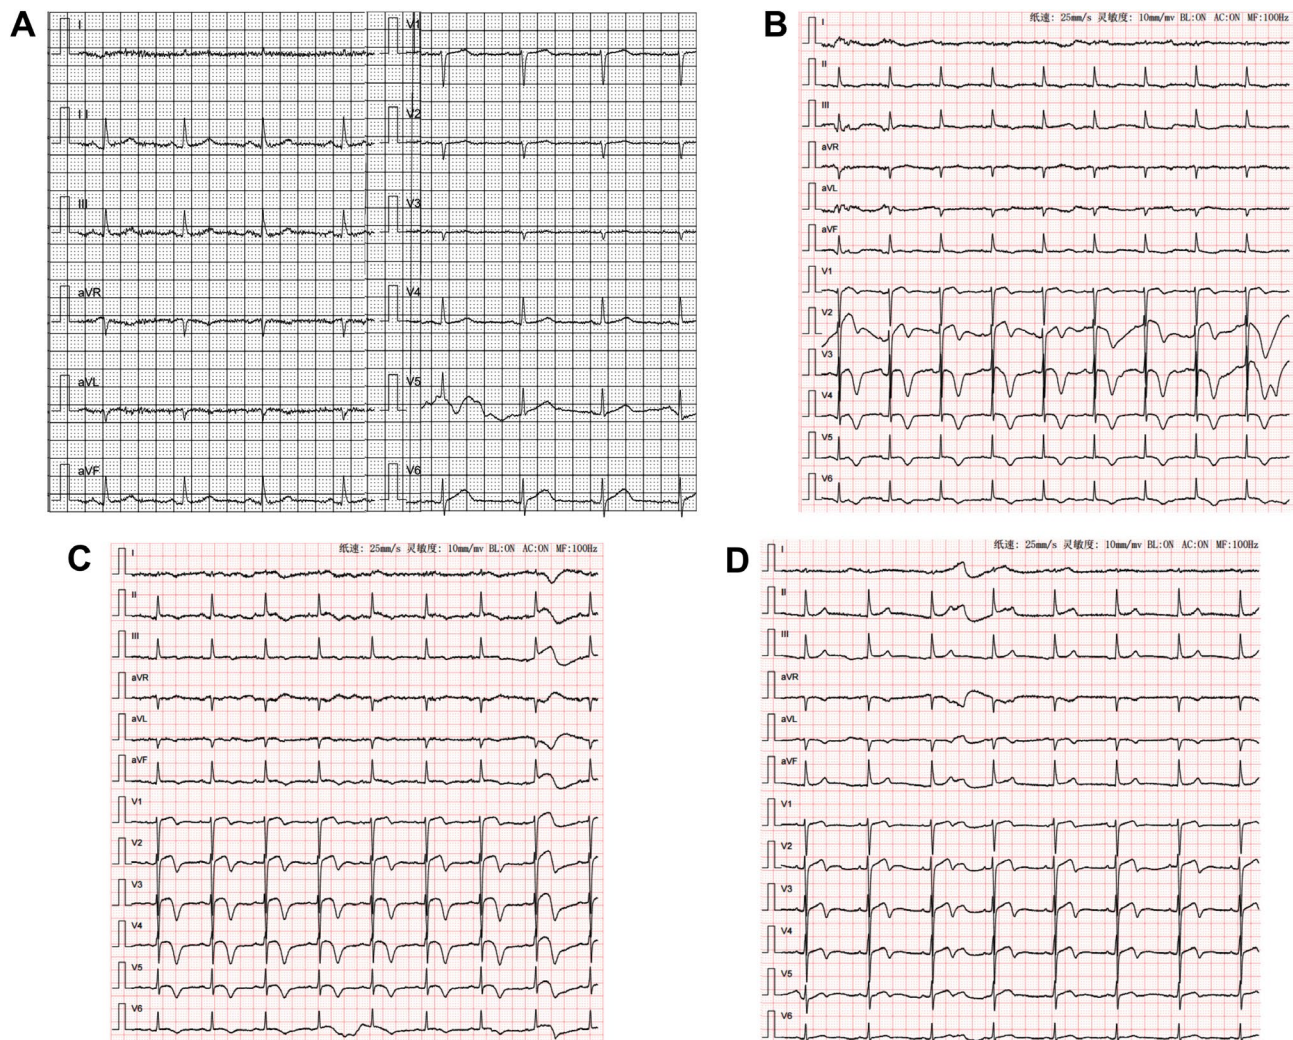 A
I
II
III
aVR
aVL
aVF
V1
V2
V3
V4
V5
V6
B
纸速: 25mm/s 灵敏度: 10mm/mv BL:ON AC:ON MF:100Hz
I
II
III
aVR
aVL
aVF
V1
V2
V3
V4
V5
V6
C
纸速: 25mm/s 灵敏度: 10mm/mv BL:ON AC:ON MF:100Hz
I
II
III
aVR
aVL
aVF
V1
V2
V3
V4
V5
V6
D
纸速: 25mm/s 灵敏度: 10mm/mv BL:ON AC:ON MF:100Hz
I
II
III
aVR
aVL
aVF
V1
V2
V3
V4
V5
V6